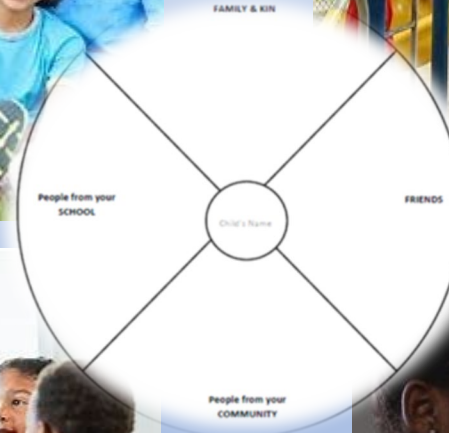 FAMILY & KIN
People from your
SCHOOL
Child's Name
FRIENDS
People from your
COMMUNITY